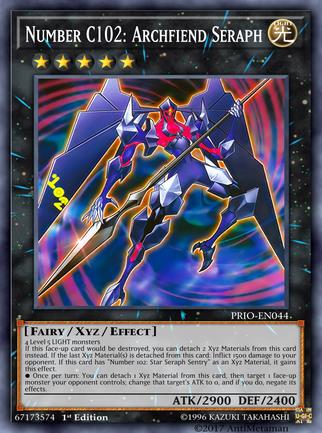 NUMBER C102: ARCHFIEND SERAPH
LIGHT
光
102
PRIO-EN044
[Fairy / Xyz / Effect]
4 Level 5 LIGHT monsters
If this face-up card would be destroyed, you can detach 2 Xyz Materials from this card
instead. If the last Xyz Material(s) is detached from this card: Inflict 1500 damage to your
opponent. If this card has "Number 102: Star Seraph Sentry" as an Xyz Material, it gains
this effect.
● Once per turn: You can detach 1 Xyz Material from this card, then target 1 face-up
monster your opponent controls; change that target's ATK to 0, and if you do, negate its
effects.
ATK/2900 DEF/2400
67173574 1st Edition ©1996 KAZUKI TAKAHASHI
©2017 AntiMetaman